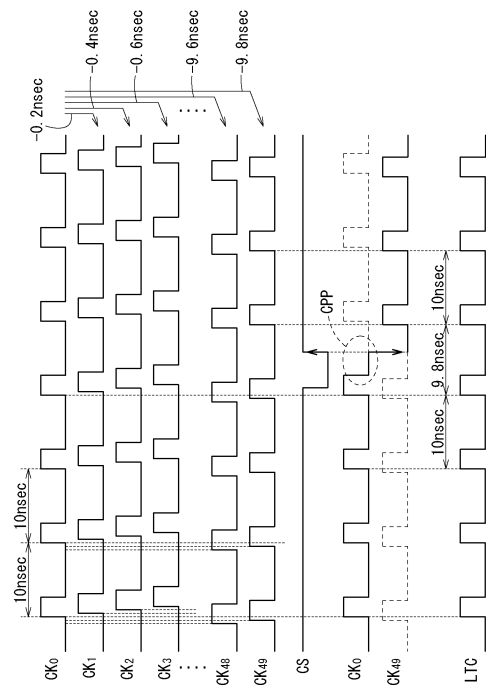 -0.2nsec
-0.4nsec
-0.6nsec
....
-9.6nsec
-9.8nsec
10nsec
10nsec
CK0
CK1
CK2
CK3
....
CK48
CK49
CS
CPP
CK0
CK49
10nsec
9.8nsec
10nsec
LTC